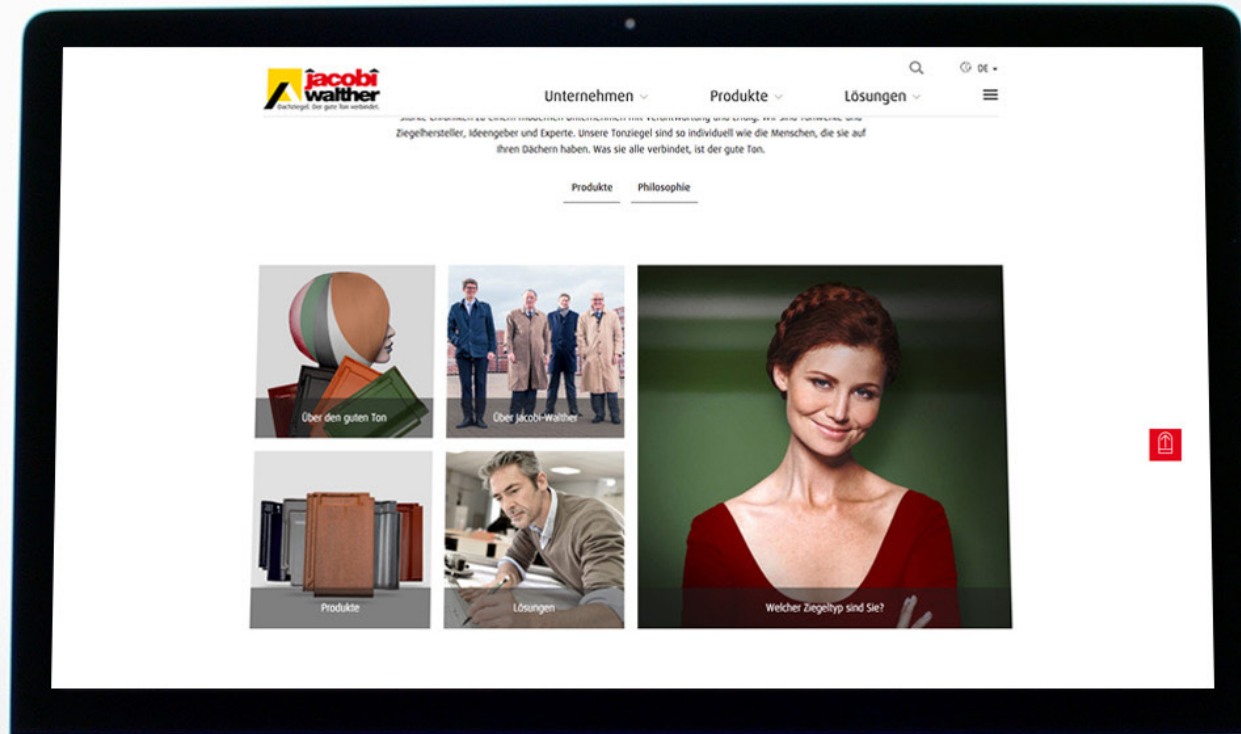 jacobi
walther
Dachziegel. Der gute Ton verbindet.
DE
Unternehmen
Produkte
Lösungen
Ziegelhersteller, Ideengeber und Experte. Unsere Tonziegel sind so individuell wie die Menschen, die sie auf
Ihren Dächern haben. Was sie alle verbindet, ist der gute Ton.
Produkte
Philosophie
Über den guten Ton
Über Jacobi-Walther
Produkte
Lösungen
Welcher Ziegeltyp sind Sie?